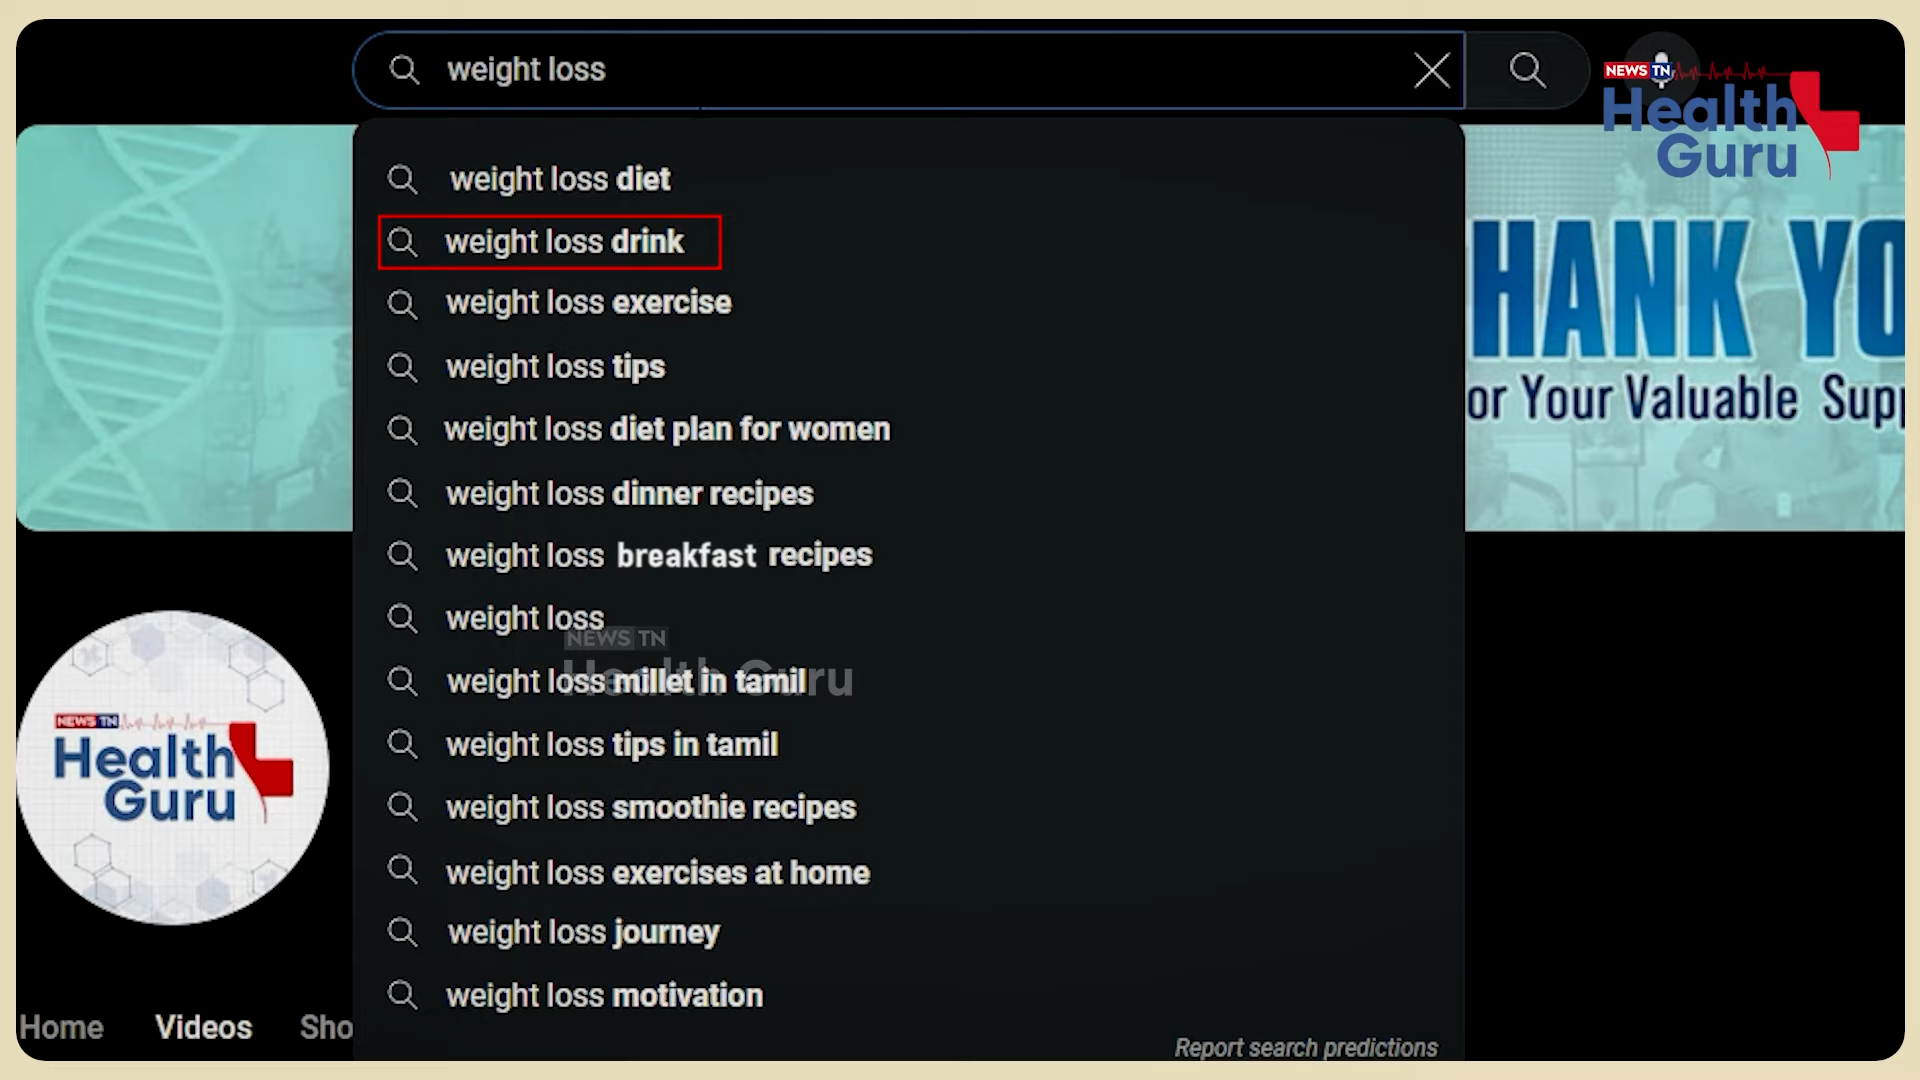 weight loss
NEWS TN
Health
Guru
weight loss diet
weight loss drink
weight loss exercise
weight loss tips
weight loss diet plan for women
weight loss dinner recipes
weight loss breakfast recipes
weight loss
weight loss millet in tamil
weight loss tips in tamil
weight loss smoothie recipes
weight loss exercises at home
weight loss journey
weight loss motivation
Report search predictions
HANK YO
or Your Valuable Supp
NEWS TN
Health Guru
NEWS TN
Health
Guru
Home Videos Sho